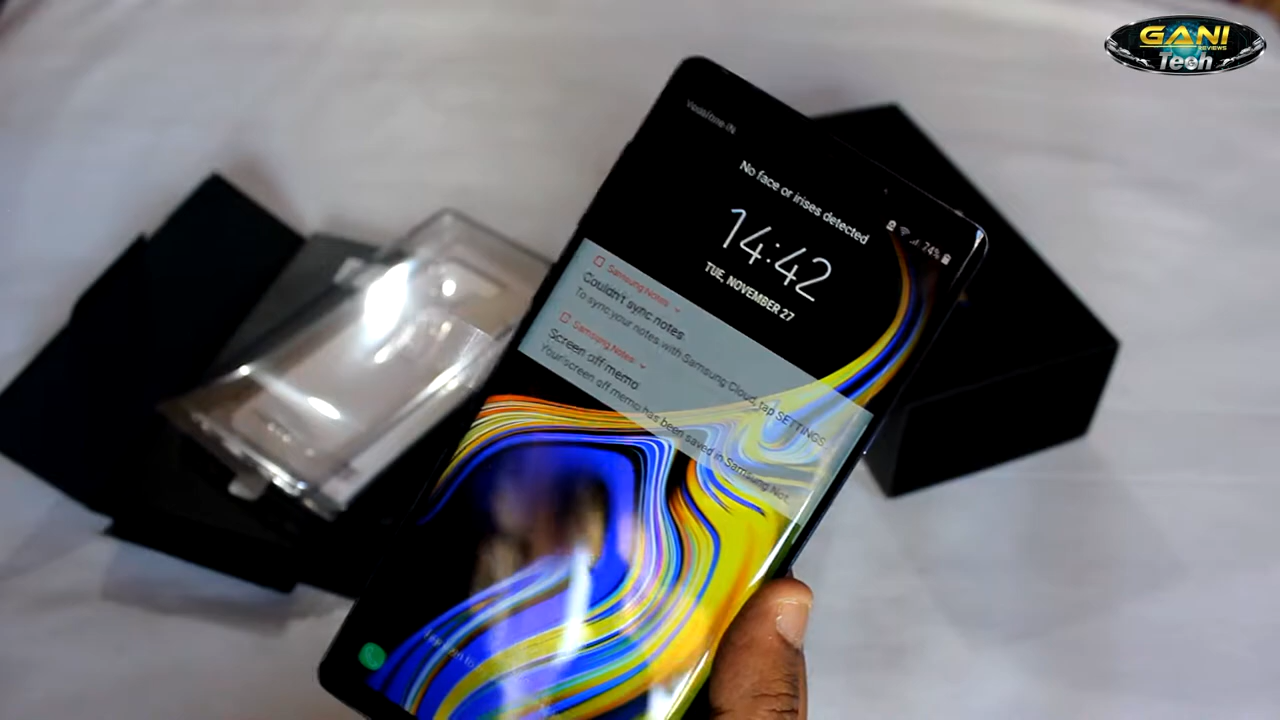 GANI
REVIEWS
Tech
Vodafone IN
74%
No face or irises detected
14:42
TUE, NOVEMBER 27
Samsung Notes
Couldn't sync notes
To sync your notes with Samsung Cloud, tap SETTINGS
Samsung Notes
Screen off memo
Your screen off memo has been saved in Samsung Not